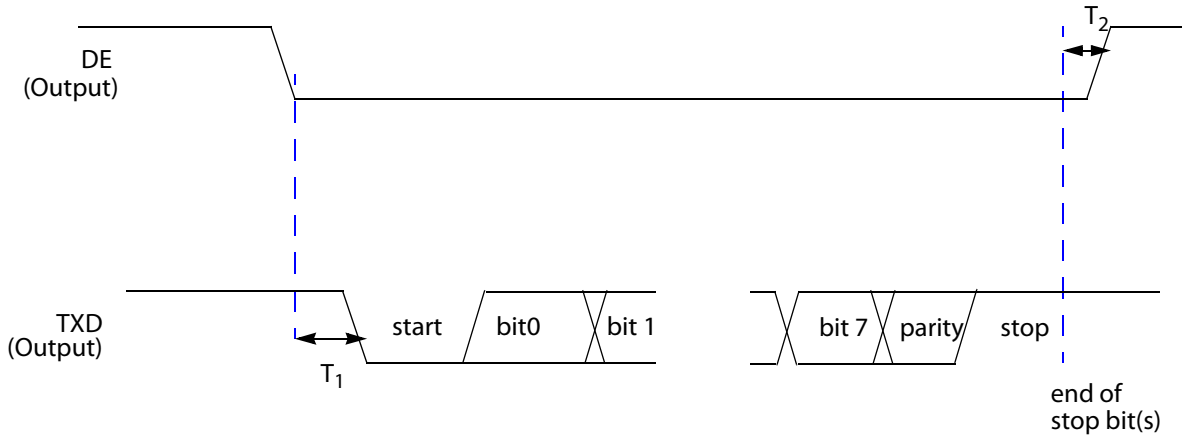 T2
DE
(Output)
TXD
(Output)
start
bit0
bit 1
bit 7
parity
stop
T1
end of
stop bit(s)